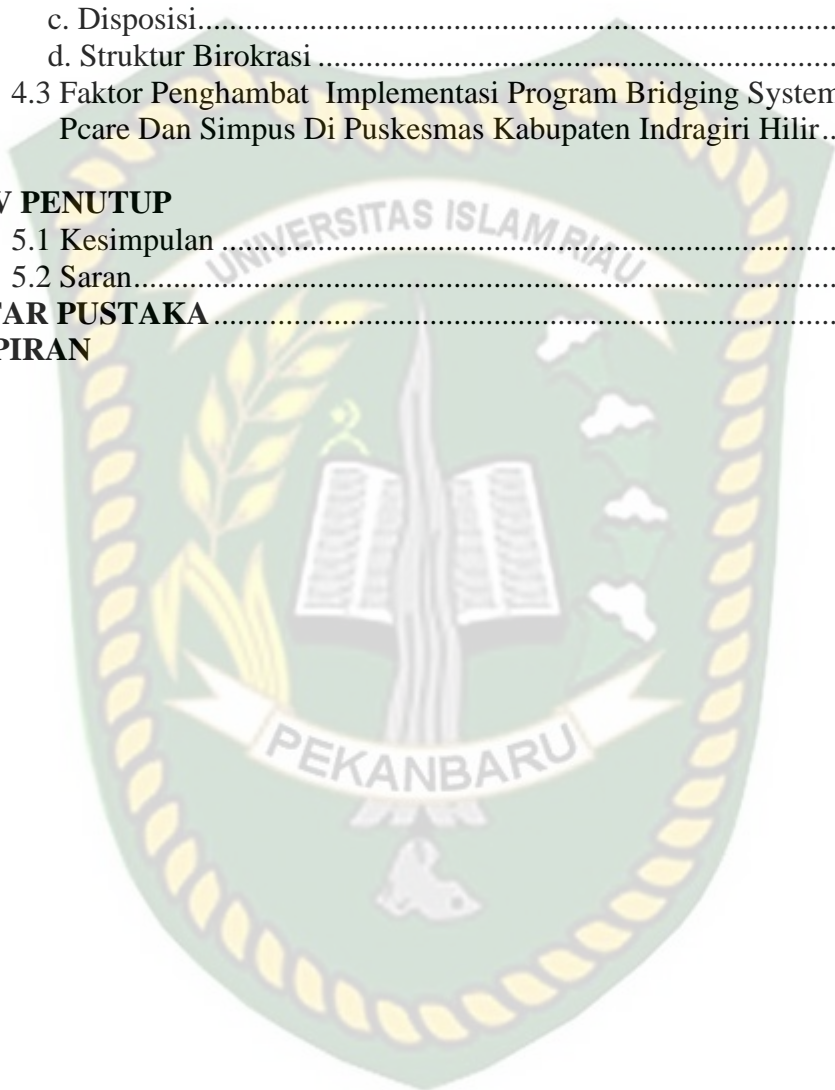 c. Disposisi...............................................................................
d. Struktur Birokrasi...............................................................................
4.3 Faktor Penghambat Implementasi Program Bridging System
Pcare Dan Simpus Di Puskesmas Kabupaten Indragiri Hilir...
V PENUTUP
5.1 Kesimpulan...............................................................................
5.2 Saran...............................................................................
TAR PUSTAKA...............................................................................
PIRAN
UNIVERSITAS ISLAM RIAU
PEKANBARU